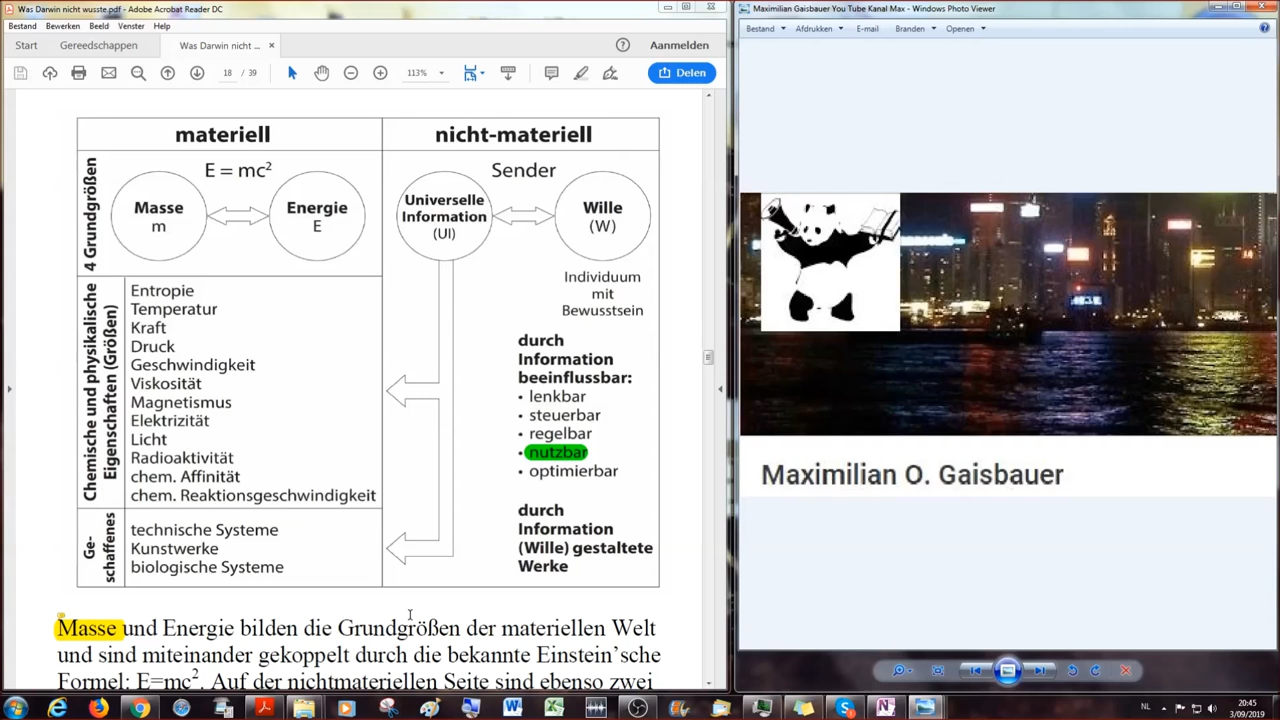 Was Darwin nicht wusste.pdf - Adobe Acrobat Reader DC
Bestand Bewerken Beeld Venster Help
Start Gereedschappen Was Darwin nicht ... × Aanmelden
18 / 39 113% Delen
materiell nicht-materiell
4 Grundgrößen
E = mc²
Masse
m
Energie
E
Sender
Universelle
Information
(UI)
Wille
(W)
Individuum
mit
Bewusstsein
Chemische und physikalische
Eigenschaften (Größen)
Entropie
Temperatur
Kraft
Druck
Geschwindigkeit
Viskosität
Magnetismus
Elektrizität
Licht
Radioaktivität
chem. Affinität
chem. Reaktionsgeschwindigkeit
durch
Information
beeinflussbar:
• lenkbar
• steuerbar
• regelbar
• nutzbar
• optimierbar
Ge-
schaffenes
technische Systeme
Kunstwerke
biologische Systeme
durch
Information
(Wille) gestaltete
Werke
Masse und Energie bilden die Grundgrößen der materiellen Welt
und sind miteinander gekoppelt durch die bekannte Einstein’sche
Formel: E=mc². Auf der nichtmateriellen Seite sind ebenso zwei
Maximilian Gaisbauer You Tube Kanal Max - Windows Photo Viewer
Bestand Afdrukken E-mail Branden Openen
Maximilian O. Gaisbauer
NL
20:45
3/09/2019